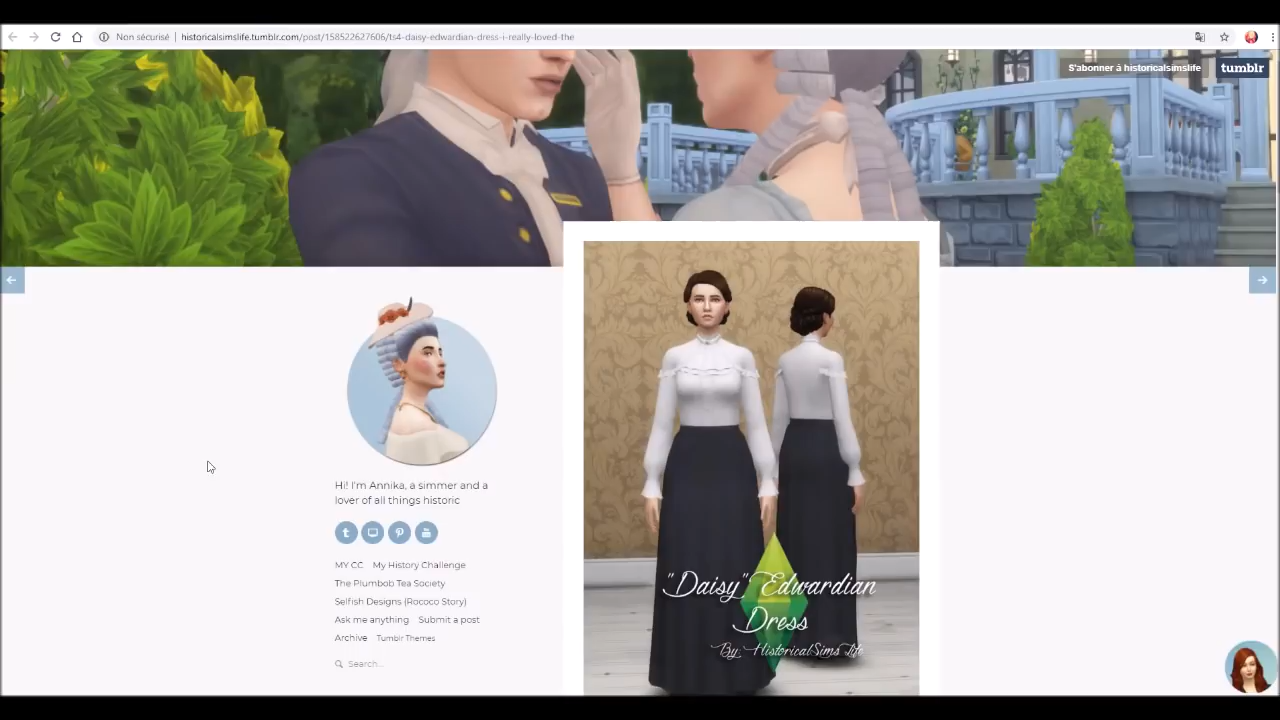 Non sécurisé historicalsimslife.tumblr.com/post/158522627606/ts4-daisy-edwardian-dress-i-really-loved-the
S'abonner à historicalsimslife tumblr
Hi! I'm Annika, a simmer and a
lover of all things historic
MY CC My History Challenge
The Plumbob Tea Society
Selfish Designs (Rococo Story)
Ask me anything Submit a post
Archive Tumblr Themes
Search...
"Daisy" Edwardian
Dress
By: HistoricalSims Life